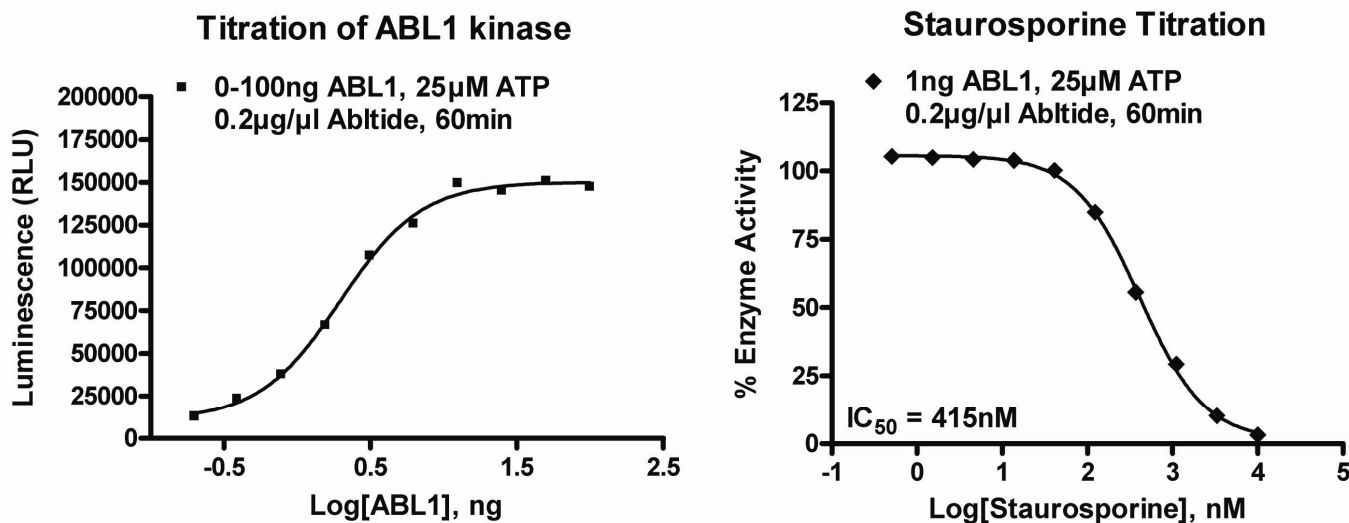 Titration of ABL1 kinase
0-100ng ABL1, 25µM ATP
0.2µg/µl Abltide, 60min
Luminescence (RLU)
200000
175000
150000
125000
100000
75000
50000
25000
0
-0.5 0.5 1.5 2.5
Log[ABL1], ng
Staurosporine Titration
1ng ABL1, 25µM ATP
0.2µg/µl Abltide, 60min
% Enzyme Activity
125
100
75
50
25
0
IC50 = 415nM
-1 0 1 2 3 4 5
Log[Staurosporine], nM